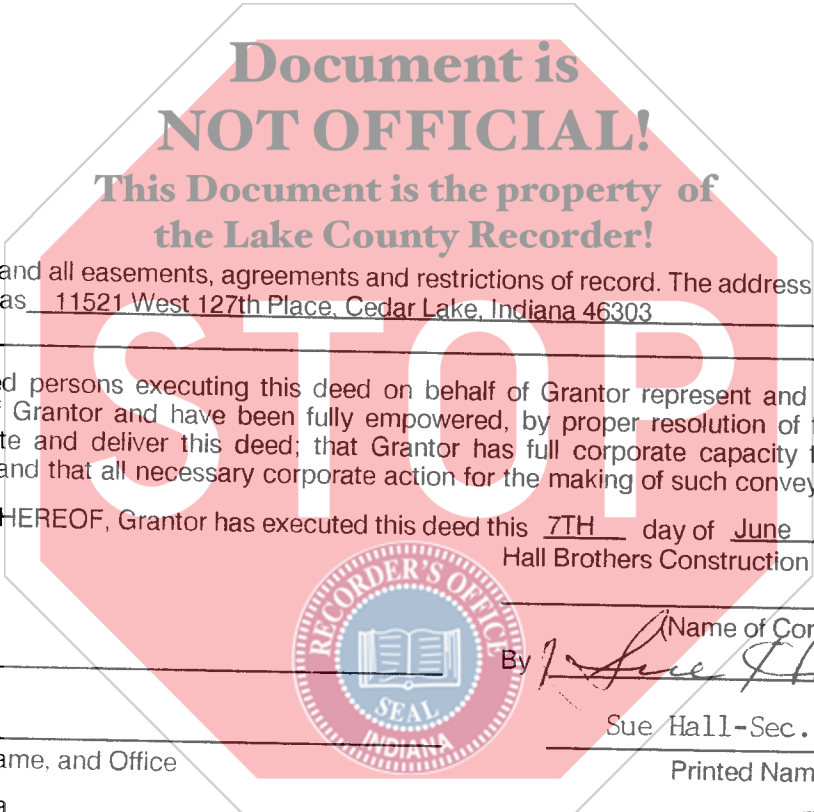 Document is
NOT OFFICIAL!
This Document is the property of
the Lake County Recorder!
and all easements, agreements and restrictions of record. The address
as 11521 West 127th Place, Cedar Lake, Indiana 46303
STOP
d persons executing this deed on behalf of Grantor represent and
f Grantor and have been fully empowered, by proper resolution of t
te and deliver this deed; that Grantor has full corporate capacity t
and that all necessary corporate action for the making of such convey
HEREOF, Grantor has executed this deed this 7TH day of June
Hall Brothers Construction
(Name of Cor
RECORDER'S OFFICE
SEAL
INDIANA
By Sue H
Sue Hall-Sec.
ame, and Office
Printed Nam
a